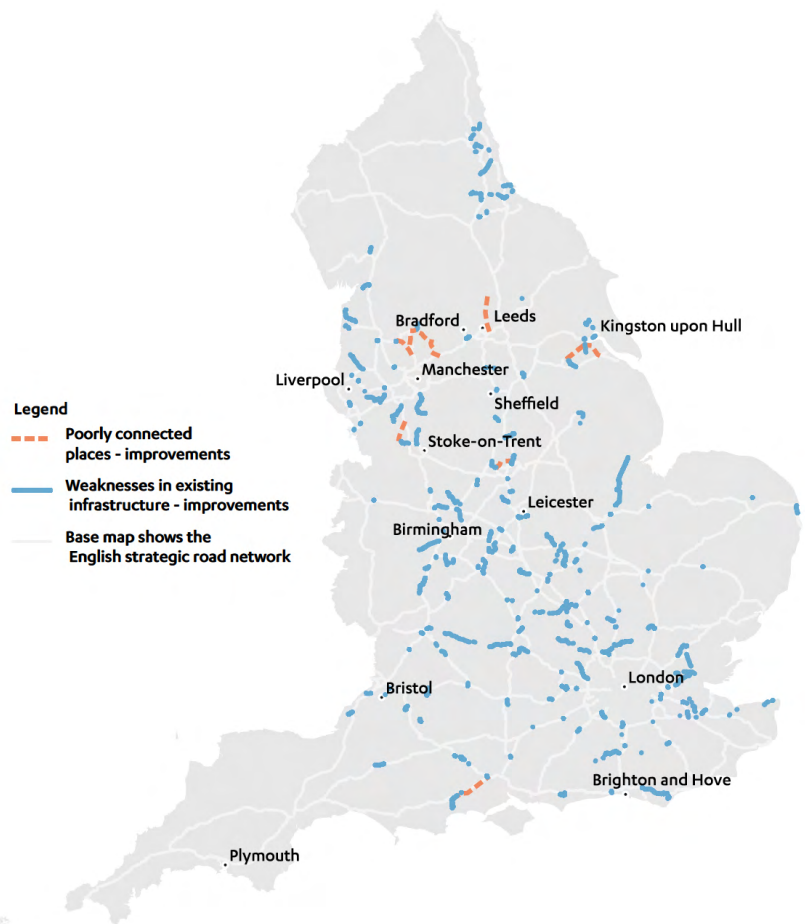 Bradford
Leeds
Kingston upon Hull
Manchester
Liverpool
Sheffield
Legend
Poorly connected
places - improvements
Stoke-on-Trent
Weaknesses in existing
infrastructure - improvements
Leicester
Birmingham
Base map shows the
English strategic road network
London
Bristol
Brighton and Hove
Plymouth